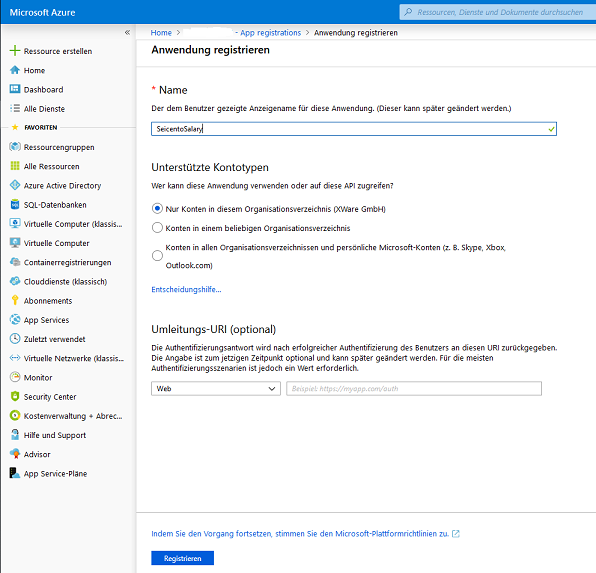 Microsoft Azure
Ressourcen, Dienste und Dokumente durchsuchen
Home > - App registrations > Anwendung registrieren
«
Anwendung registrieren
Ressource erstellen
Home
Dashboard
Alle Dienste
FAVORITEN
Ressourcengruppen
Alle Ressourcen
Azure Active Directory
SQL-Datenbanken
Virtuelle Computer (klassis...
Virtuelle Computer
Containerregistrierungen
Clouddienste (klassisch)
Abonnements
App Services
Zuletzt verwendet
Virtuelle Netzwerke (klassi...
Monitor
Security Center
Kostenverwaltung + Abrec...
Hilfe und Support
Advisor
App Service-Pläne
* Name
Der dem Benutzer gezeigte Anzeigename für diese Anwendung. (Dieser kann später geändert werden.)
SeicentoSalary
Unterstützte Kontotypen
Wer kann diese Anwendung verwenden oder auf diese API zugreifen?
Nur Konten in diesem Organisationsverzeichnis (XWare GmbH)
Konten in einem beliebigen Organisationsverzeichnis
Konten in allen Organisationsverzeichnissen und persönliche Microsoft-Konten (z. B. Skype, Xbox,
Outlook.com)
Entscheidungshilfe...
Umleitungs-URI (optional)
Die Authentifizierungsantwort wird nach erfolgreicher Authentifizierung des Benutzers an diesen URI zurückgegeben.
Die Angabe ist zum jetzigen Zeitpunkt optional und kann später geändert werden. Für die meisten
Authentifizierungsszenarien ist jedoch ein Wert erforderlich.
Web
Beispiel: https://myapp.com/auth
Indem Sie den Vorgang fortsetzen, stimmen Sie den Microsoft-Plattformrichtlinien zu.
Registrieren